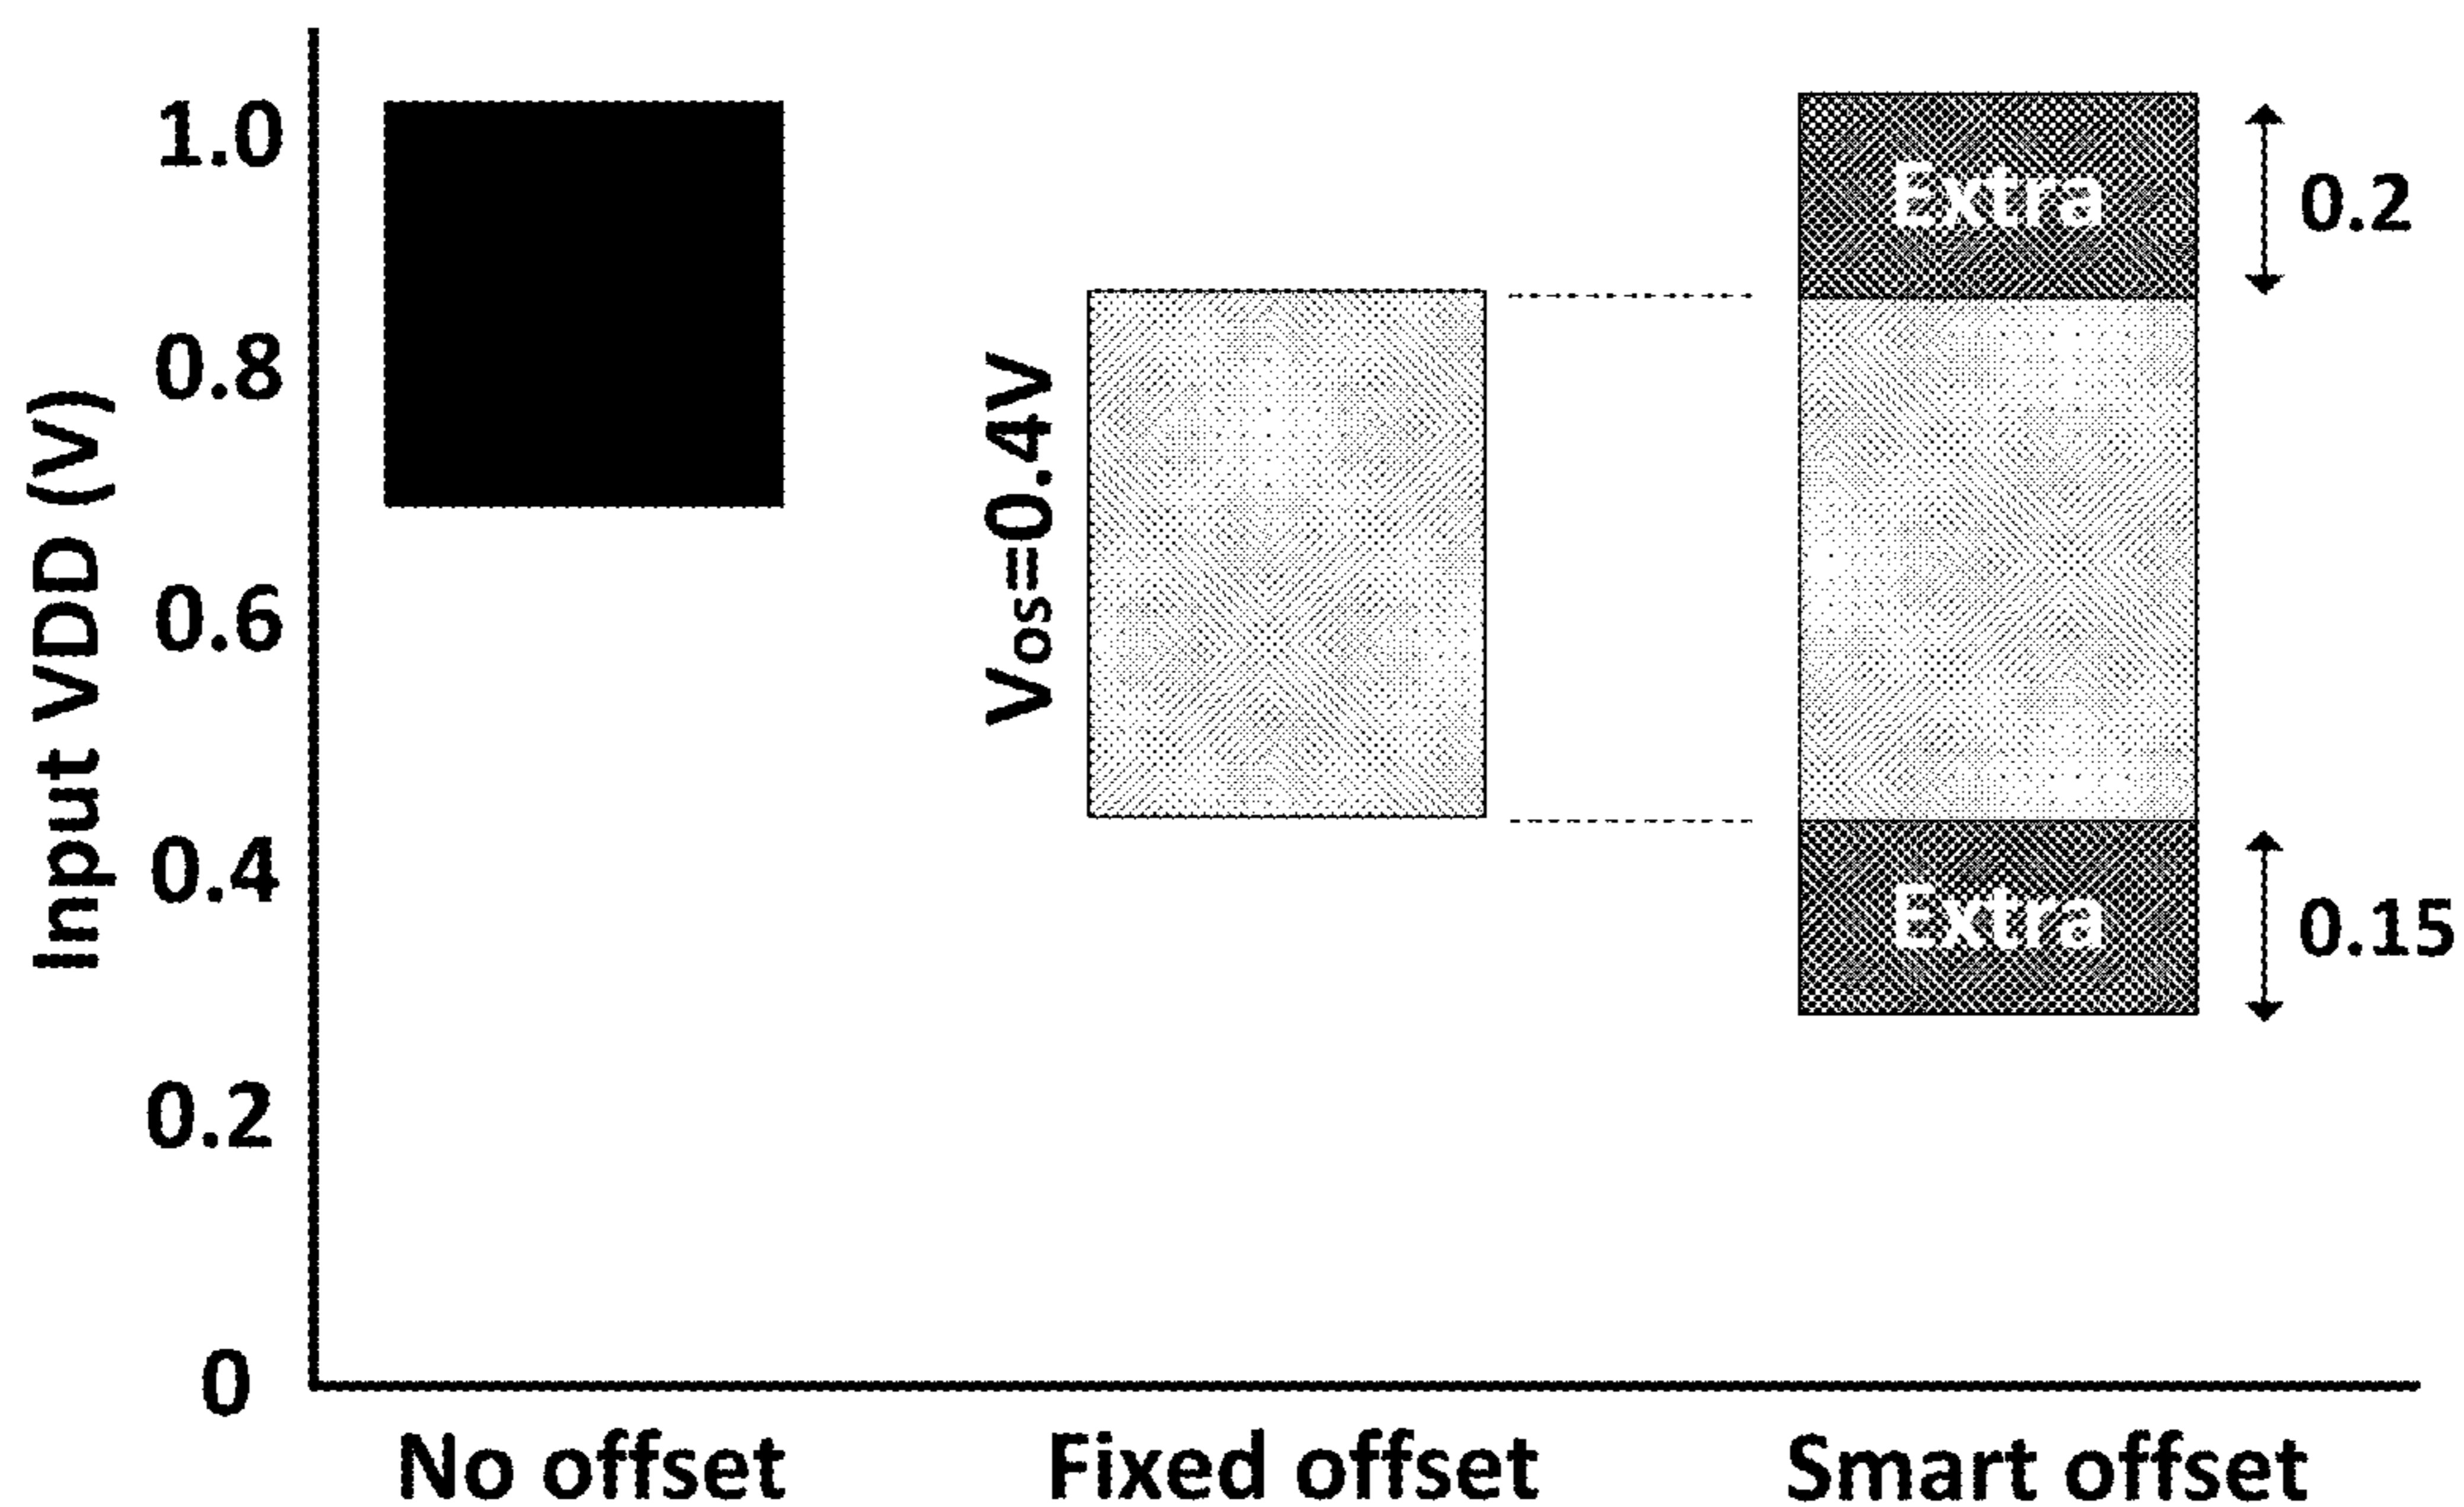 Input VDD (V)
1.0
0.8
0.6
0.4
0.2
0
Vos=0.4V
Extra
Extra
0.2
0.15
No offset
Fixed offset
Smart offset